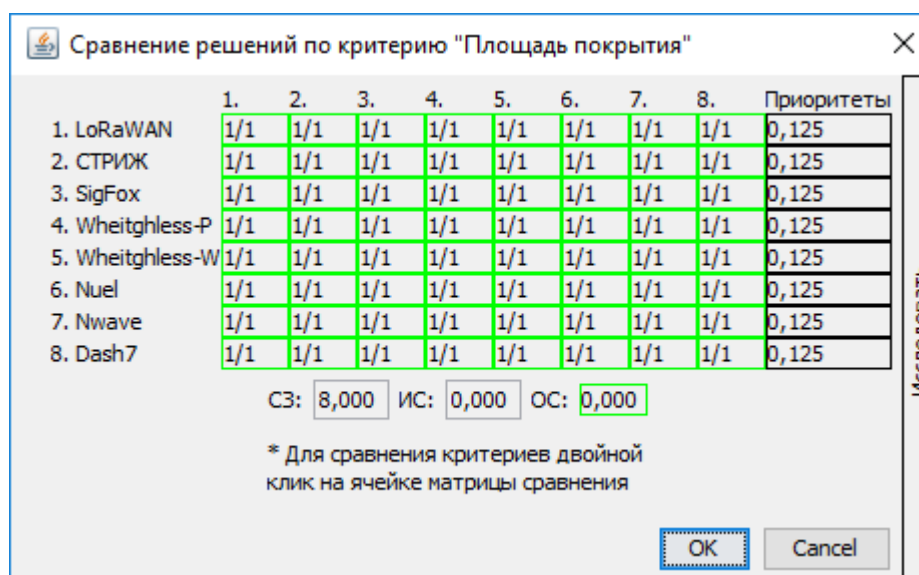 Сравнение решений по критерию "Площадь покрытия"
1. 2. 3. 4. 5. 6. 7. 8. Приоритеты
1. LoRaWAN 1/1 1/1 1/1 1/1 1/1 1/1 1/1 1/1 0,125
2. СТРИЖ 1/1 1/1 1/1 1/1 1/1 1/1 1/1 1/1 0,125
3. SigFox 1/1 1/1 1/1 1/1 1/1 1/1 1/1 1/1 0,125
4. Wheitghless-P 1/1 1/1 1/1 1/1 1/1 1/1 1/1 1/1 0,125
5. Wheitghless-W 1/1 1/1 1/1 1/1 1/1 1/1 1/1 1/1 0,125
6. Nuel 1/1 1/1 1/1 1/1 1/1 1/1 1/1 1/1 0,125
7. Nwave 1/1 1/1 1/1 1/1 1/1 1/1 1/1 1/1 0,125
8. Dash7 1/1 1/1 1/1 1/1 1/1 1/1 1/1 1/1 0,125
СЗ: 8,000 ИС: 0,000 ОС: 0,000
* Для сравнения критериев двойной
клик на ячейке матрицы сравнения
OK Cancel